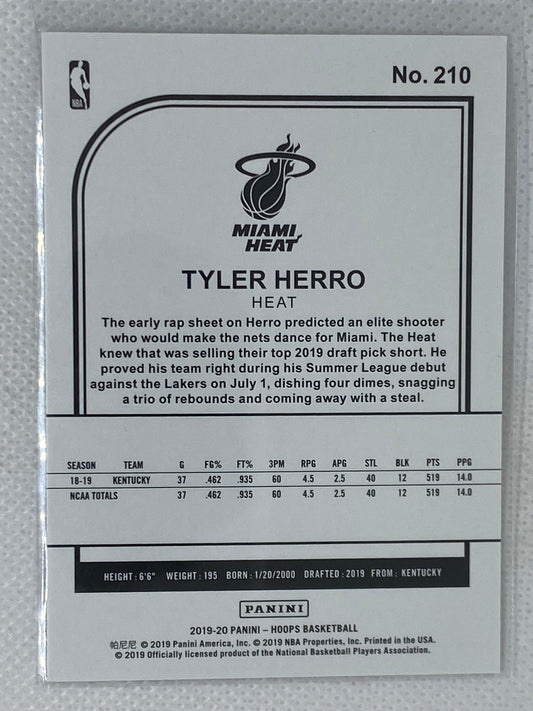 No. 210
NBA
MIAMI
HEAT
TYLER HERRO
HEAT
The early rap sheet on Herro predicted an elite shooter
who would make the nets dance for Miami. The Heat
knew that was selling their top 2019 draft pick short. He
proved his team right during his Summer League debut
against the Lakers on July 1, dishing four dimes, snagging
a trio of rebounds and coming away with a steal.
SEASON TEAM G FG% FT% 3PM RPG APG STL BLK PTS PPG
18-19 KENTUCKY 37 .462 .935 60 4.5 2.5 40 12 519 14.0
NCAA TOTALS 37 .462 .935 60 4.5 2.5 40 12 519 14.0
HEIGHT: 6'6" WEIGHT: 195 BORN: 1/20/2000 DRAFTED: 2019 FROM: KENTUCKY
PANINI
2019-20 PANINI – HOOPS BASKETBALL
帕尼尼 © 2019 Panini America, Inc. © 2019 NBA Properties, Inc. Printed in the USA.
© 2019 Officially licensed product of the National Basketball Players Association.